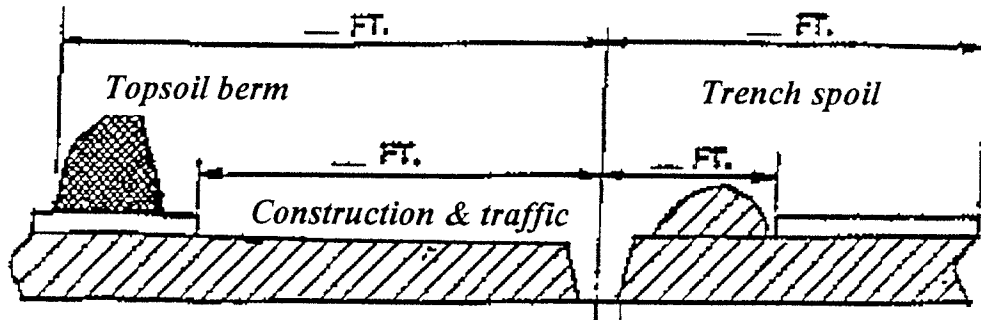 __ FT. __ FT.
Topsoil berm Trench spoil
__ FT. __ FT.
Construction & traffic